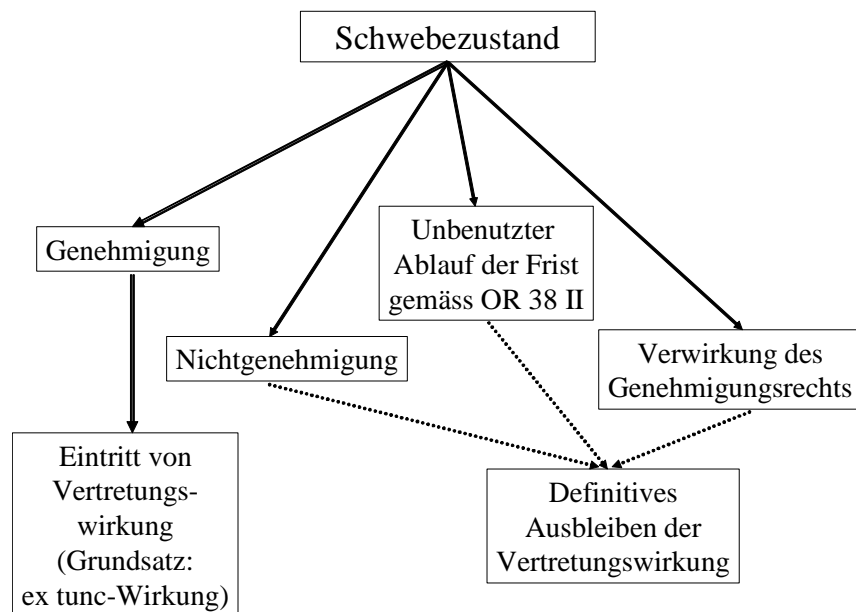 Schwebezustand
Genehmigung
Unbenutzter
Ablauf der Frist
gemäss OR 38 II
Nichtgenehmigung
Verwirkung des
Genehmigungsrechts
Eintritt von
Vertretungs-
wirkung
(Grundsatz:
ex tunc-Wirkung)
Definitives
Ausbleiben der
Vertretungswirkung